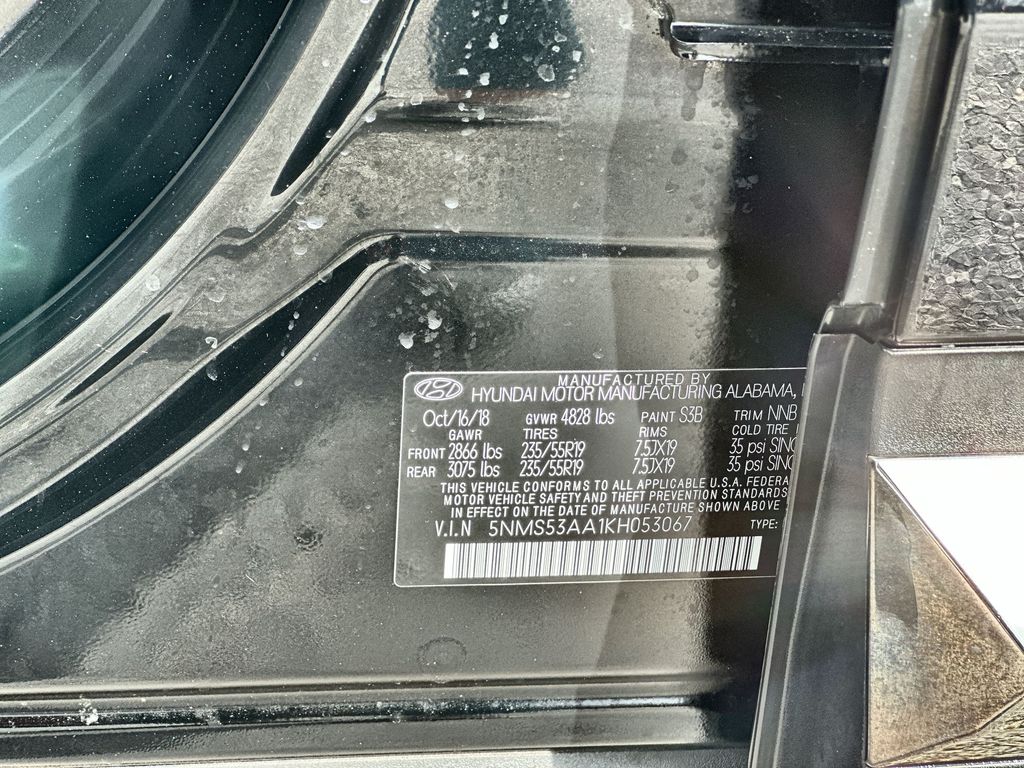 MANUFACTURED BY
HYUNDAI MOTOR MANUFACTURING ALABAMA,
Oct/16/18 GVWR 4828 lbs PAINT S3B TRIM NNB
GAWR TIRES RIMS COLD TIRE
FRONT 2866 lbs 235/55R19 7.5JX19 35 psi SING
REAR 3075 lbs 235/55R19 7.5JX19 35 psi SING
THIS VEHICLE CONFORMS TO ALL APPLICABLE U.S.A. FEDERA
MOTOR VEHICLE SAFETY AND THEFT PREVENTION STANDARDS
IN EFFECT ON THE DATE OF MANUFACTURE SHOWN ABOVE
V.I.N 5NMS53AA1KH053067 TYPE: